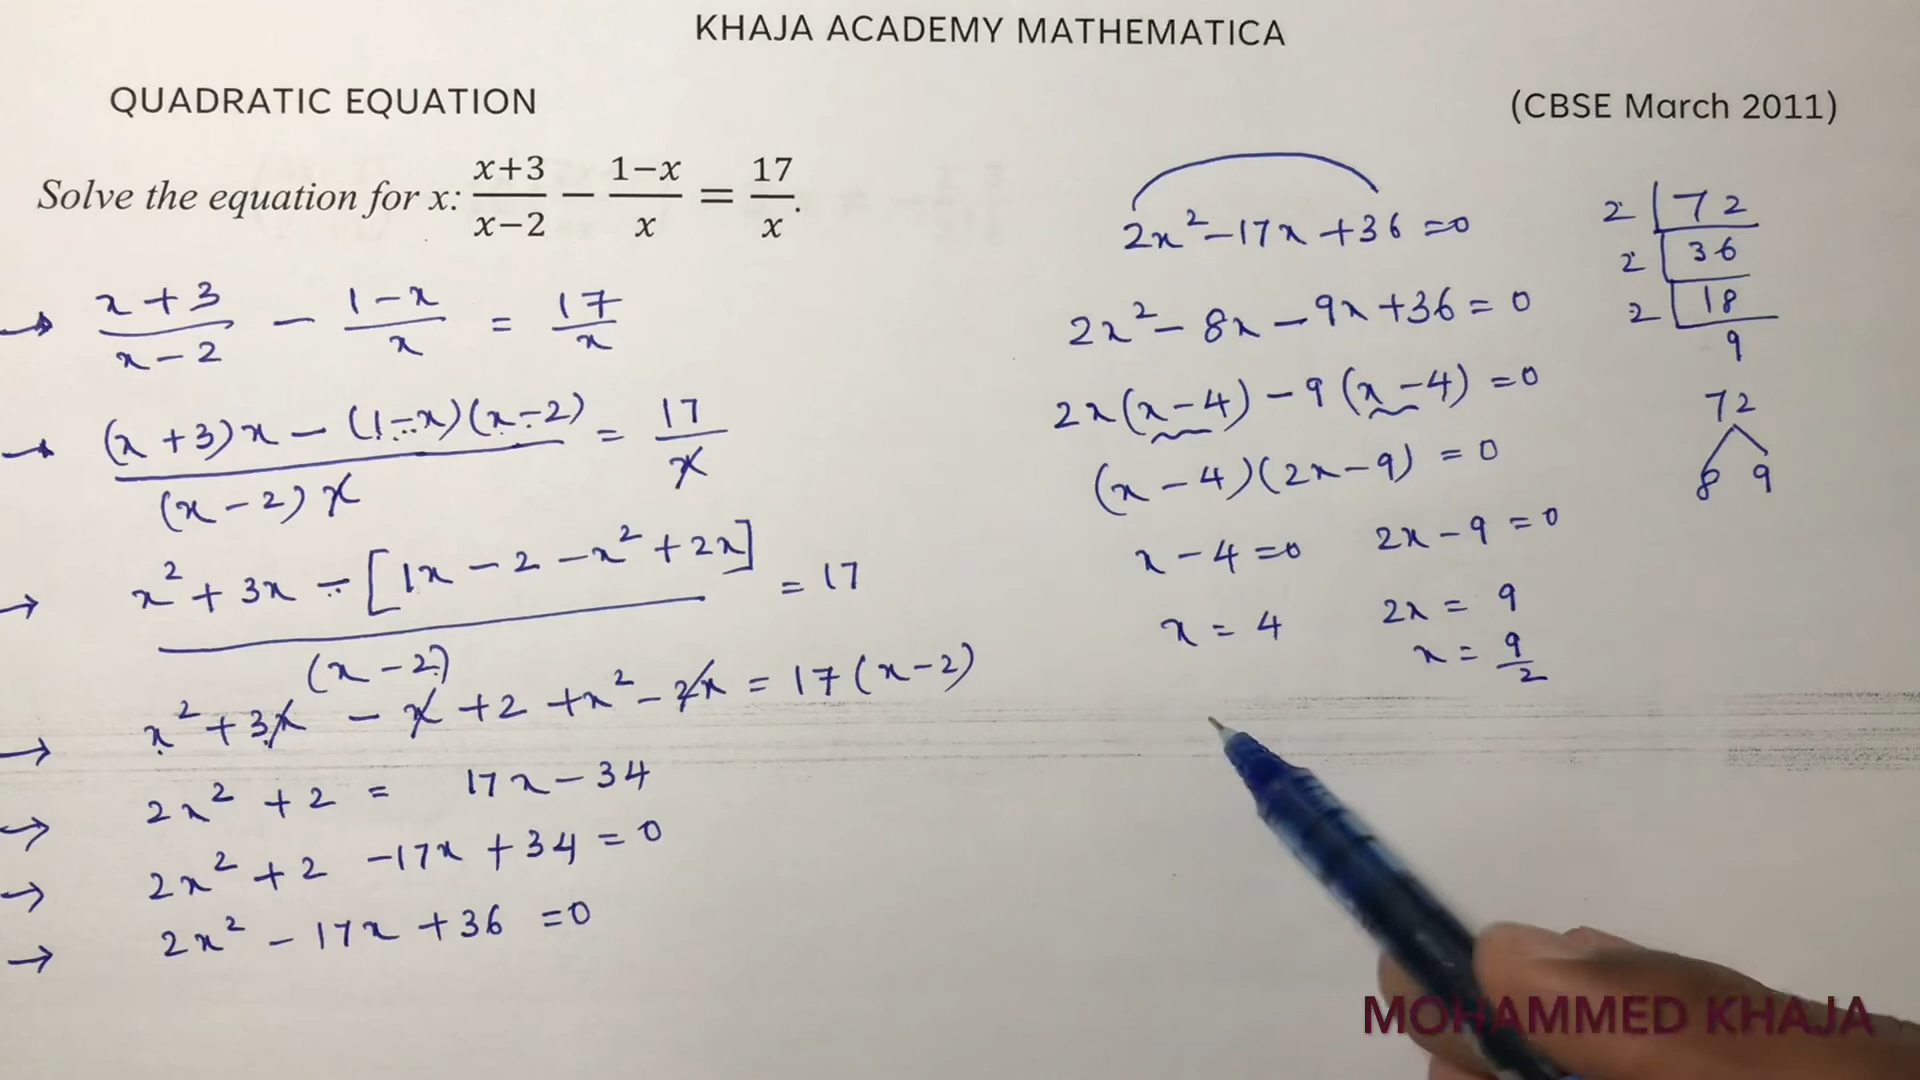 KHAJA ACADEMY MATHEMATICA
QUADRATIC EQUATION
(CBSE March 2011)
Solve the equation for x: (x+3)/(x−2) − (1−x)/x = 17/x.
→ (x+3)/(x−2) − (1−x)/x = 17/x
→ ((x+3)x − (1−x)(x−2))/((x−2)x) = 17/x
→ (x² + 3x − [1x − 2 − x² + 2x])/(x−2) = 17
→ x² + 3x − x + 2 + x² − 2x = 17(x−2)
→ 2x² + 2 = 17x − 34
→ 2x² + 2 − 17x + 34 = 0
→ 2x² − 17x + 36 = 0
2x² − 17x + 36 = 0
2x² − 8x − 9x + 36 = 0
2x(x−4) − 9(x−4) = 0
(x−4)(2x−9) = 0
x − 4 = 0 2x − 9 = 0
x = 4 2x = 9
x = 9/2
2 | 72
2 | 36
2 | 18
9
72
8 9
MOHAMMED KHAJA